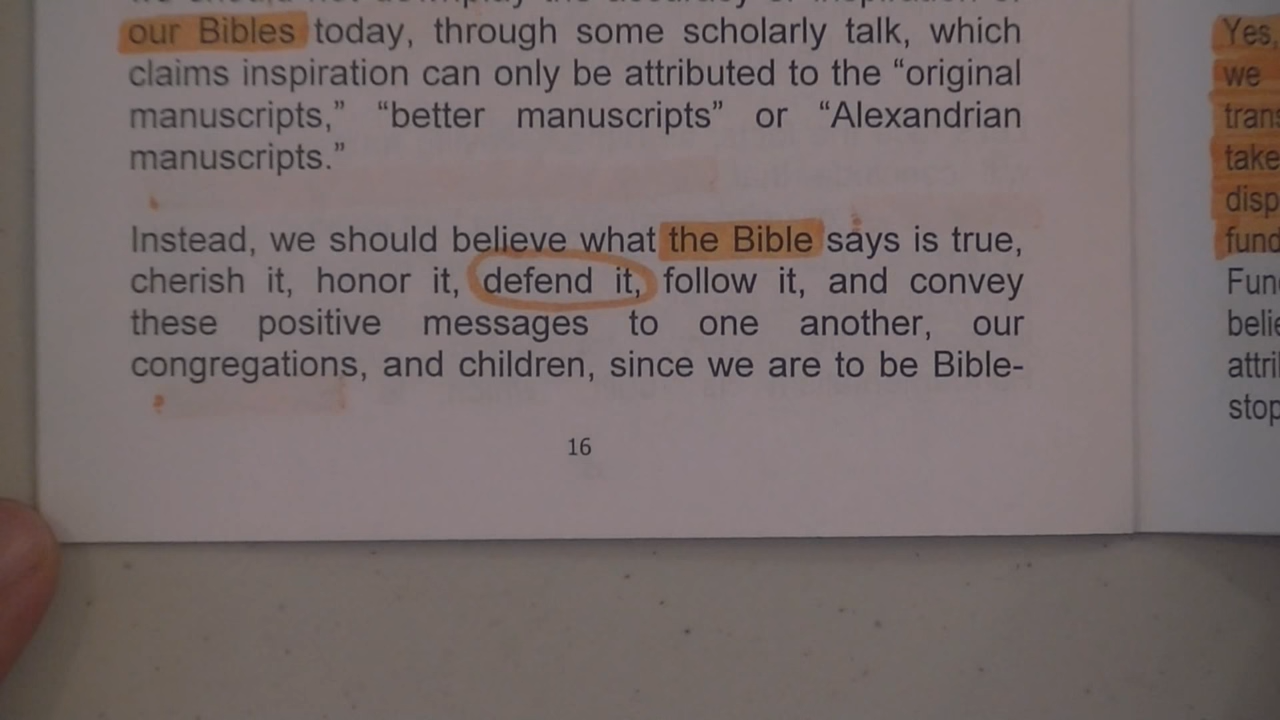 our Bibles today, through some scholarly talk, which
claims inspiration can only be attributed to the “original
manuscripts,” “better manuscripts” or “Alexandrian
manuscripts.”
Instead, we should believe what the Bible says is true,
cherish it, honor it, defend it, follow it, and convey
these positive messages to one another, our
congregations, and children, since we are to be Bible-
16
Yes,
we
take